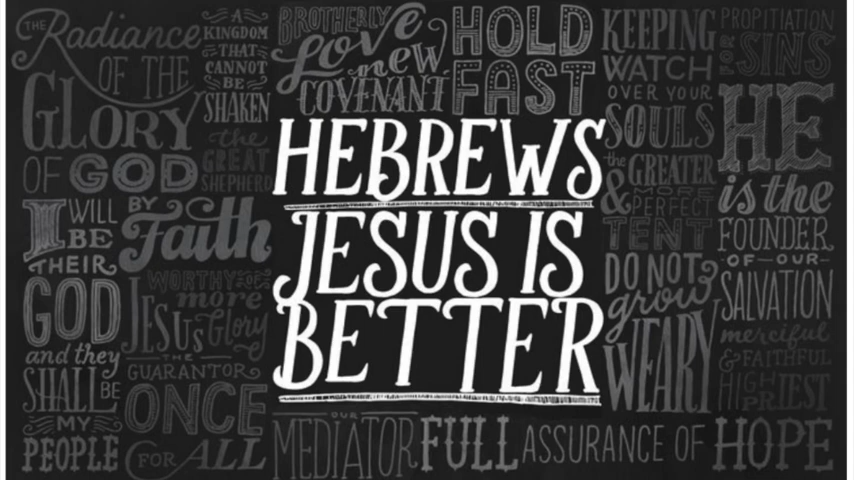 THE
Radiance
OF THE
GLORY
OF GOD
I WILL
BE
THEIR
GOD
and they
SHALL BE
MY
PEOPLE
A
KINGDOM
THAT
CANNOT
BE
SHAKEN
the
GREAT
SHEPHERD
BY
Faith
WORTHY OF
more
JESUS Glory
THE
GUARANTOR
ONCE
FOR ALL
BROTHERLY
Love
new
COVENANT
HOLD
FAST
HEBREWS
JESUS IS
BETTER
OUR
MEDIATOR
FULL ASSURANCE OF HOPE
KEEPING
WATCH
OVER YOUR
SOULS
the GREATER
& MORE
PERFECT
TENT
DO NOT
grow
WEARY
PROPITIATION
FOR SINS
HE
is the
FOUNDER
OF OUR
SALVATION
merciful
& FAITHFUL
HIGH
PRIEST